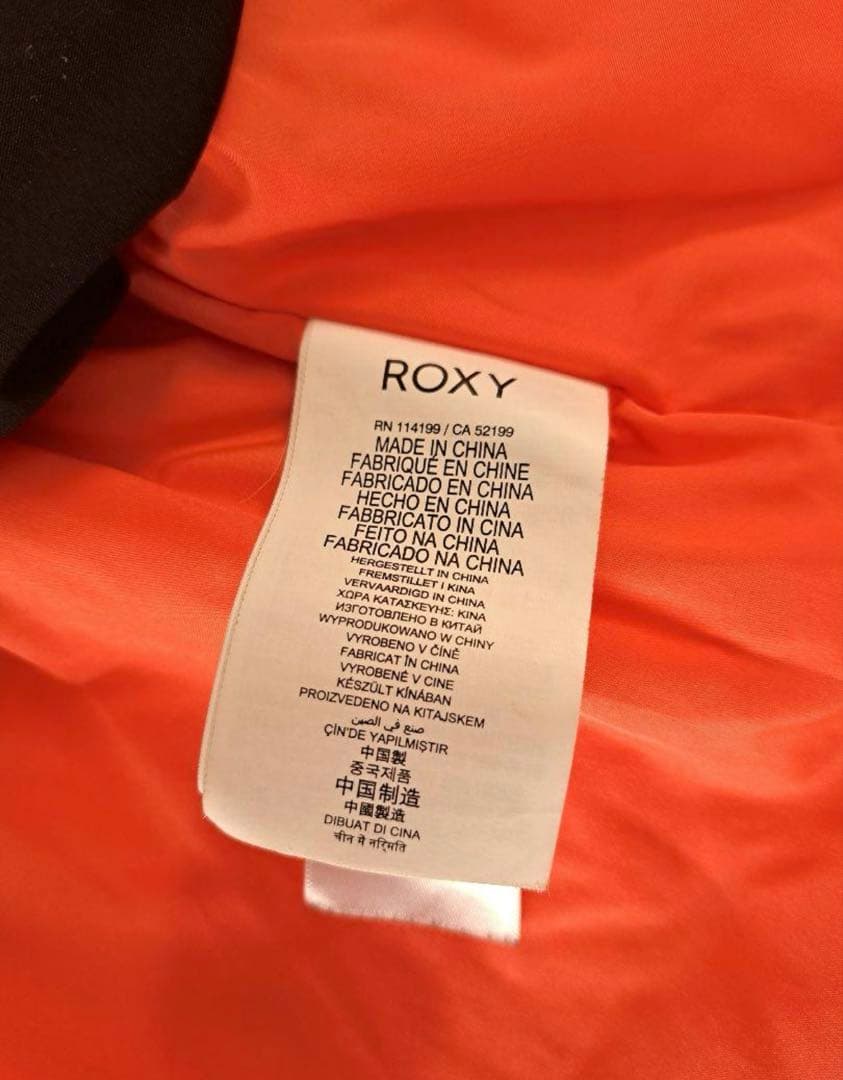 ROXY
RN 114199 / CA 52199
MADE IN CHINA
FABRIQUÉ EN CHINE
FABRICADO EN CHINA
HECHO EN CHINA
FABBRICATO IN CINA
FEITO NA CHINA
FABRICADO NA CHINA
HERGESTELLT IN CHINA
FREMSTILLET I KINA
VERVAARDIGD IN CHINA
ΧΩΡΑ ΚΑΤΑΣΚΕΥΗΣ: ΚΙΝΑ
ИЗГОТОВЛЕНО В КИТАЙ
WYPRODUKOWANO W CHINY
VYROBENO V ČÍNĚ
FABRICAT ÎN CHINA
VYROBENÉ V CINE
KÉSZÜLT KÍNÁBAN
PROIZVEDENO NA KITAJSKEM
صنع في الصين
ÇİN'DE YAPILMIŞTIR
中国製
중국제품
中国制造
中國製造
DIBUAT DI CINA
चीन में नर्िमति